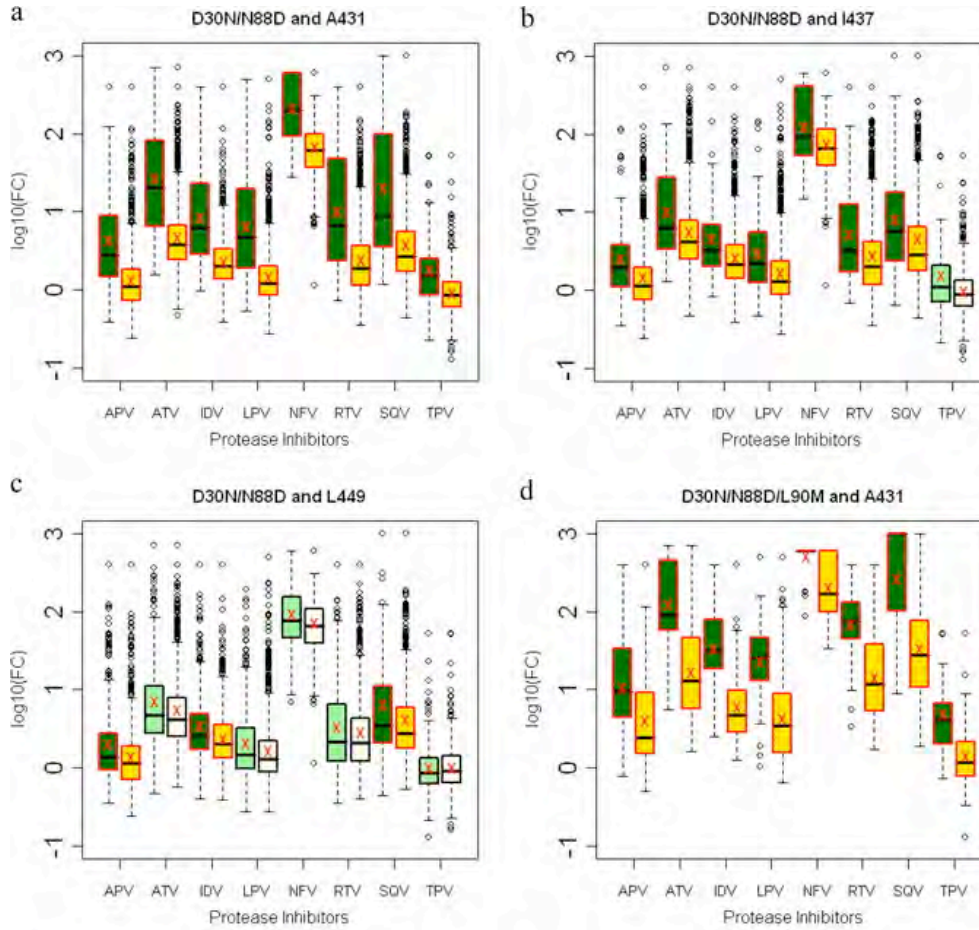 a
D30N/N88D and A431
log10(FC)
3
2
1
0
-1
APV ATV IDV LPV NFV RTV SQV TPV
Protease Inhibitors
b
D30N/N88D and I437
log10(FC)
3
2
1
0
-1
APV ATV IDV LPV NFV RTV SQV TPV
Protease Inhibitors
c
D30N/N88D and L449
log10(FC)
3
2
1
0
-1
APV ATV IDV LPV NFV RTV SQV TPV
Protease Inhibitors
d
D30N/N88D/L90M and A431
log10(FC)
3
2
1
0
-1
APV ATV IDV LPV NFV RTV SQV TPV
Protease Inhibitors